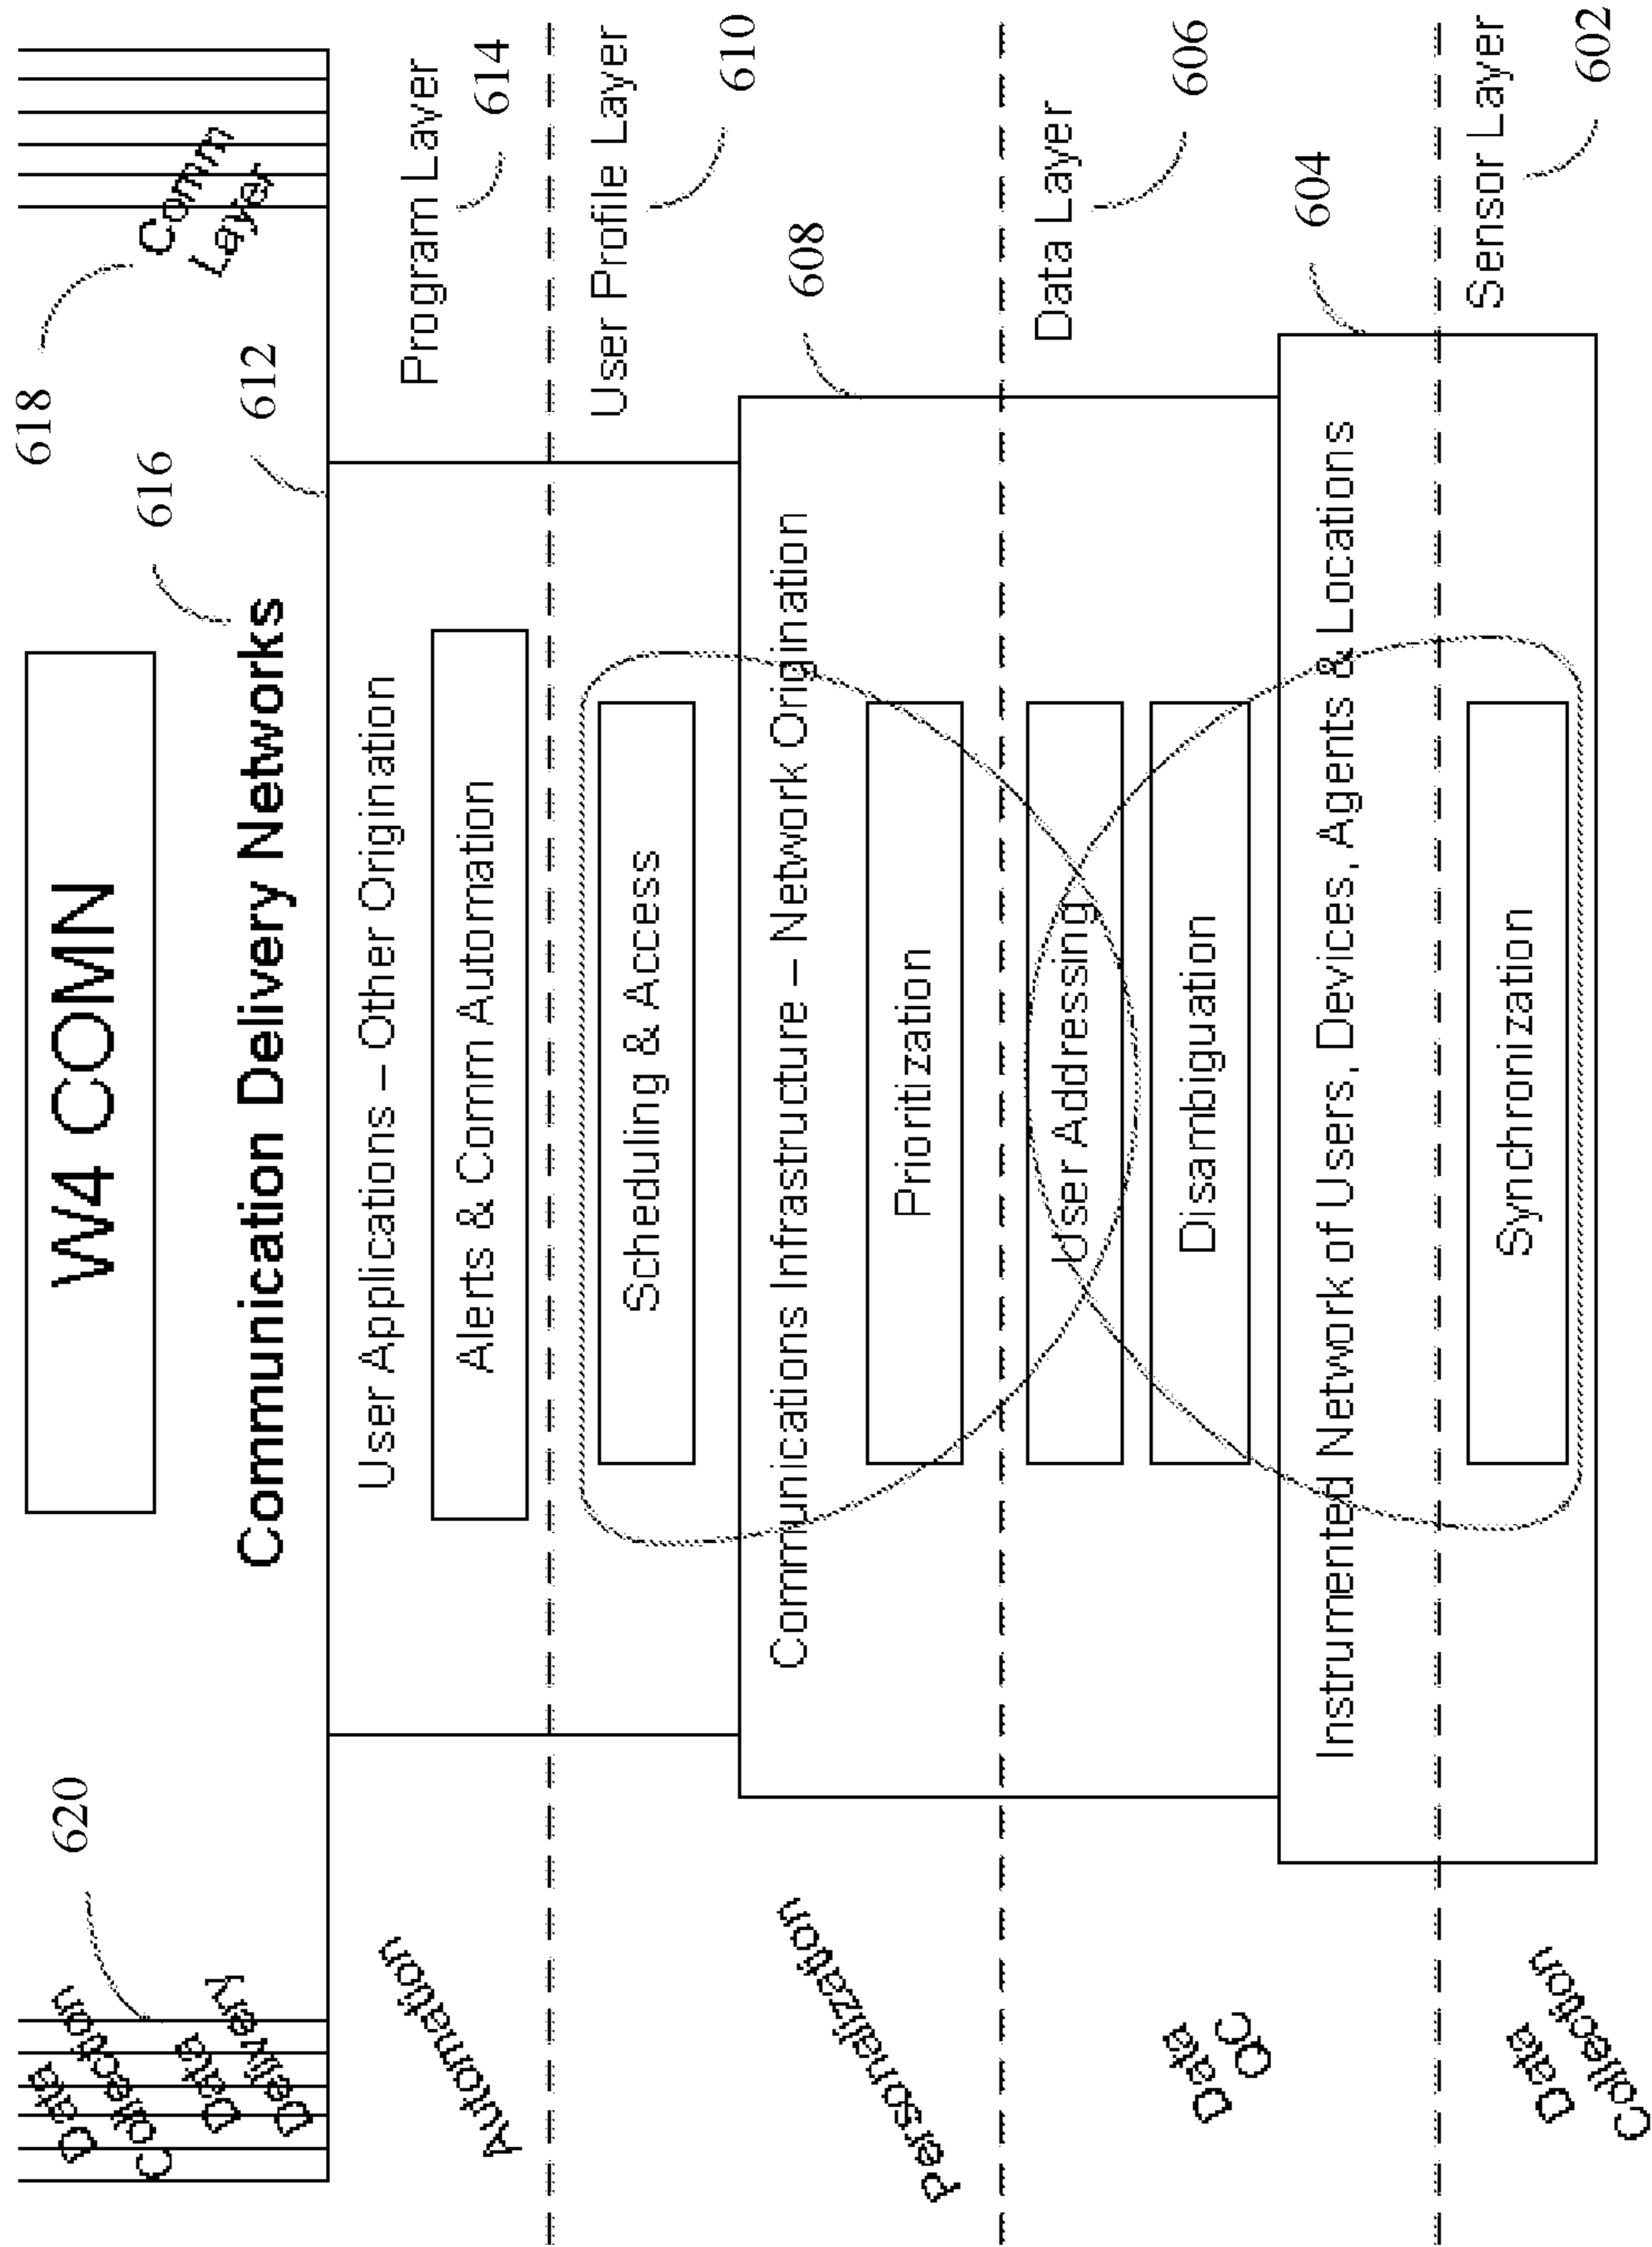 W4 COMN
618
620
616
Data
Collection
Data
Delivery
Communication Delivery Networks
Comm
Layer
612
User Applications – Other Origination
Program Layer
Automation
Alerts & Comm Automation
614
Scheduling & Access
User Profile Layer
610
Communications Infrastructure – Network Origination
608
Personalization
Prioritization
User Addressing
Data Layer
606
Data
QC
Disambiguation
604
Instrumented Network of Users, Devices, Agents & Locations
Sensor Layer
Data
Collection
Synchronization
602